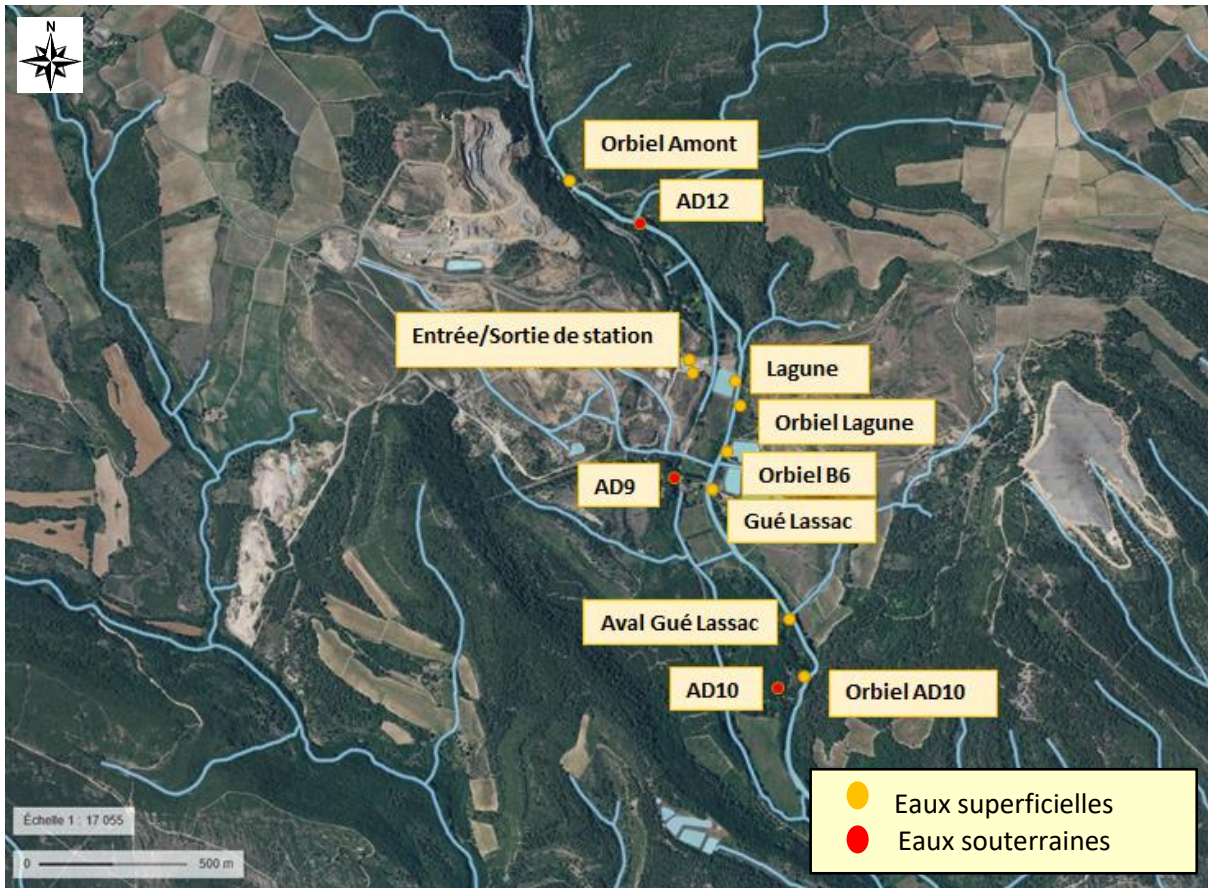 N
Orbiel Amont
AD12
Entrée/Sortie de station
Lagune
Orbiel Lagune
Orbiel B6
AD9
Gué Lassac
Aval Gué Lassac
AD10
Orbiel AD10
Eaux superficielles
Eaux souterraines
Échelle 1 : 17 055
0 500 m